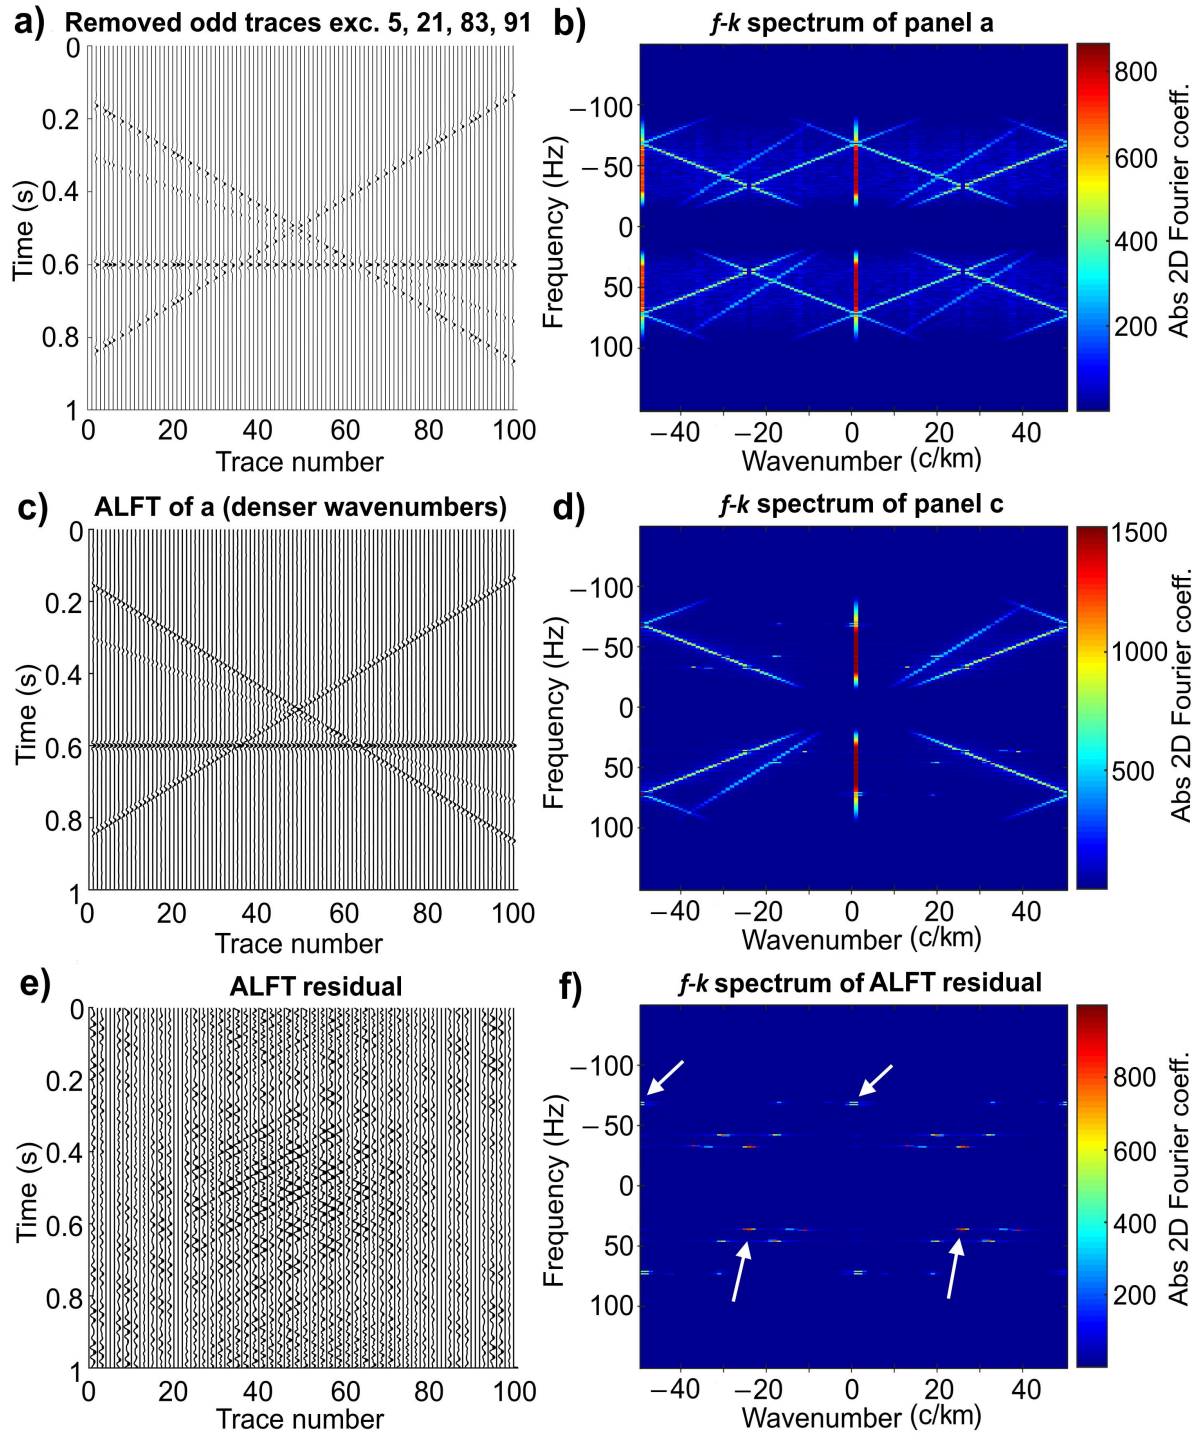 a) Removed odd traces exc. 5, 21, 83, 91
0
0.2
0.4
0.6
0.8
1
Time (s)
0 20 40 60 80 100
Trace number
b) f-k spectrum of panel a
−100
−50
0
50
100
Frequency (Hz)
−40 −20 0 20 40
Wavenumber (c/km)
800
600
400
200
Abs 2D Fourier coeff.
c) ALFT of a (denser wavenumbers)
0
0.2
0.4
0.6
0.8
1
Time (s)
0 20 40 60 80 100
Trace number
d) f-k spectrum of panel c
−100
−50
0
50
100
Frequency (Hz)
−40 −20 0 20 40
Wavenumber (c/km)
1500
1000
500
Abs 2D Fourier coeff.
e) ALFT residual
0
0.2
0.4
0.6
0.8
1
Time (s)
0 20 40 60 80 100
Trace number
f) f-k spectrum of ALFT residual
−100
−50
0
50
100
Frequency (Hz)
−40 −20 0 20 40
Wavenumber (c/km)
800
600
400
200
Abs 2D Fourier coeff.